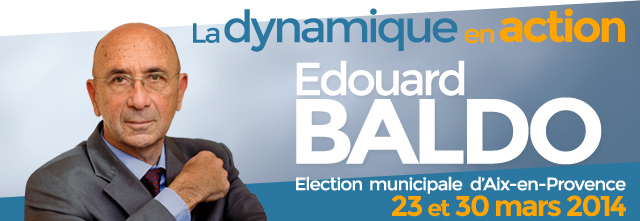 La dynamique en action
Edouard
BALDO
Election municipale d'Aix-en-Provence
23 et 30 mars 2014